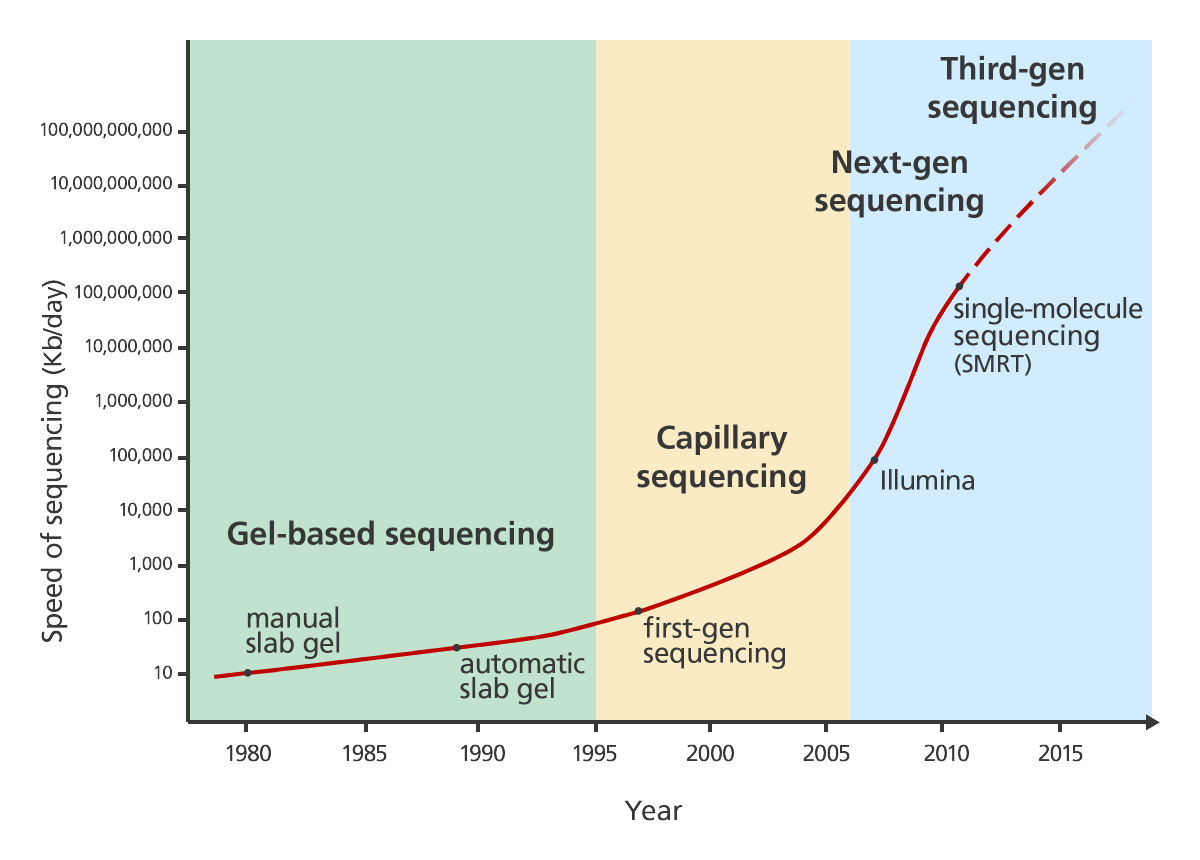 Third-gen
sequencing
Next-gen
sequencing
Capillary
sequencing
Gel-based sequencing
100,000,000,000
10,000,000,000
1,000,000,000
100,000,000
10,000,000
1,000,000
100,000
10,000
1,000
100
10
Speed of sequencing (Kb/day)
manual
slab gel
automatic
slab gel
first-gen
sequencing
Illumina
single-molecule
sequencing
(SMRT)
1980
1985
1990
1995
2000
2005
2010
2015
Year